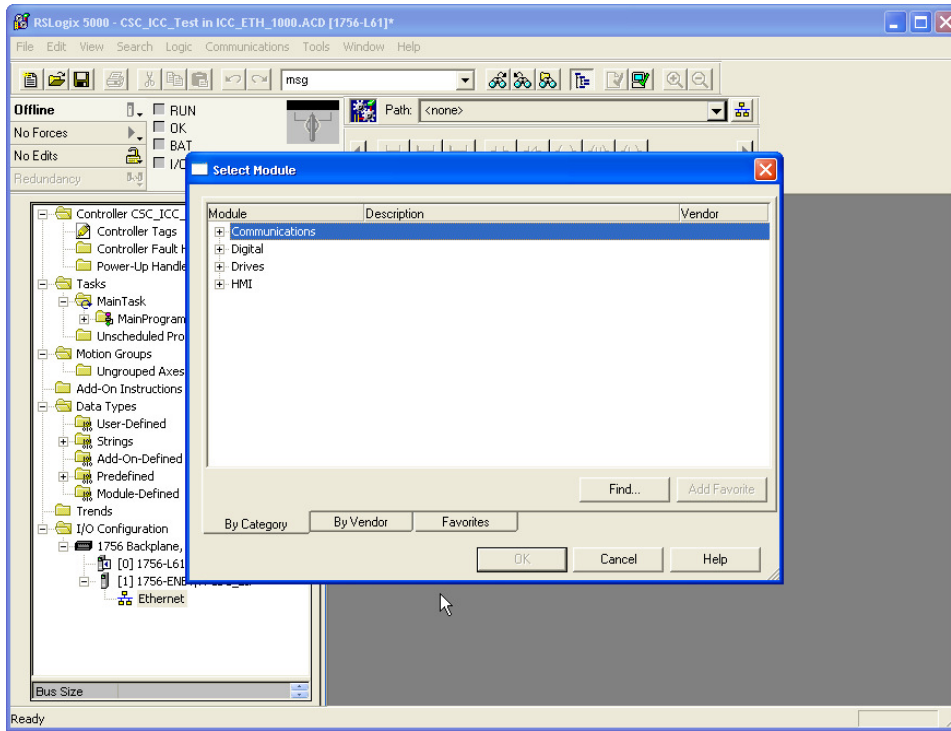 RSLogix 5000 - CSC_ICC_Test in ICC_ETH_1000.ACD [1756-L61]*
File Edit View Search Logic Communications Tools Window Help
msg
Offline
RUN
Path: <none>
No Forces
OK
No Edits
BAT
Redundancy
I/O
Select Module
Module Description Vendor
Communications
Digital
Drives
HMI
Find... Add Favorite
By Category By Vendor Favorites
OK Cancel Help
Controller CSC_ICC_
Controller Tags
Controller Fault H
Power-Up Handle
Tasks
MainTask
MainProgram
Unscheduled Pro
Motion Groups
Ungrouped Axes
Add-On Instructions
Data Types
User-Defined
Strings
Add-On-Defined
Predefined
Module-Defined
Trends
I/O Configuration
1756 Backplane,
[0] 1756-L61
[1] 1756-ENB
Ethernet
Bus Size
Ready